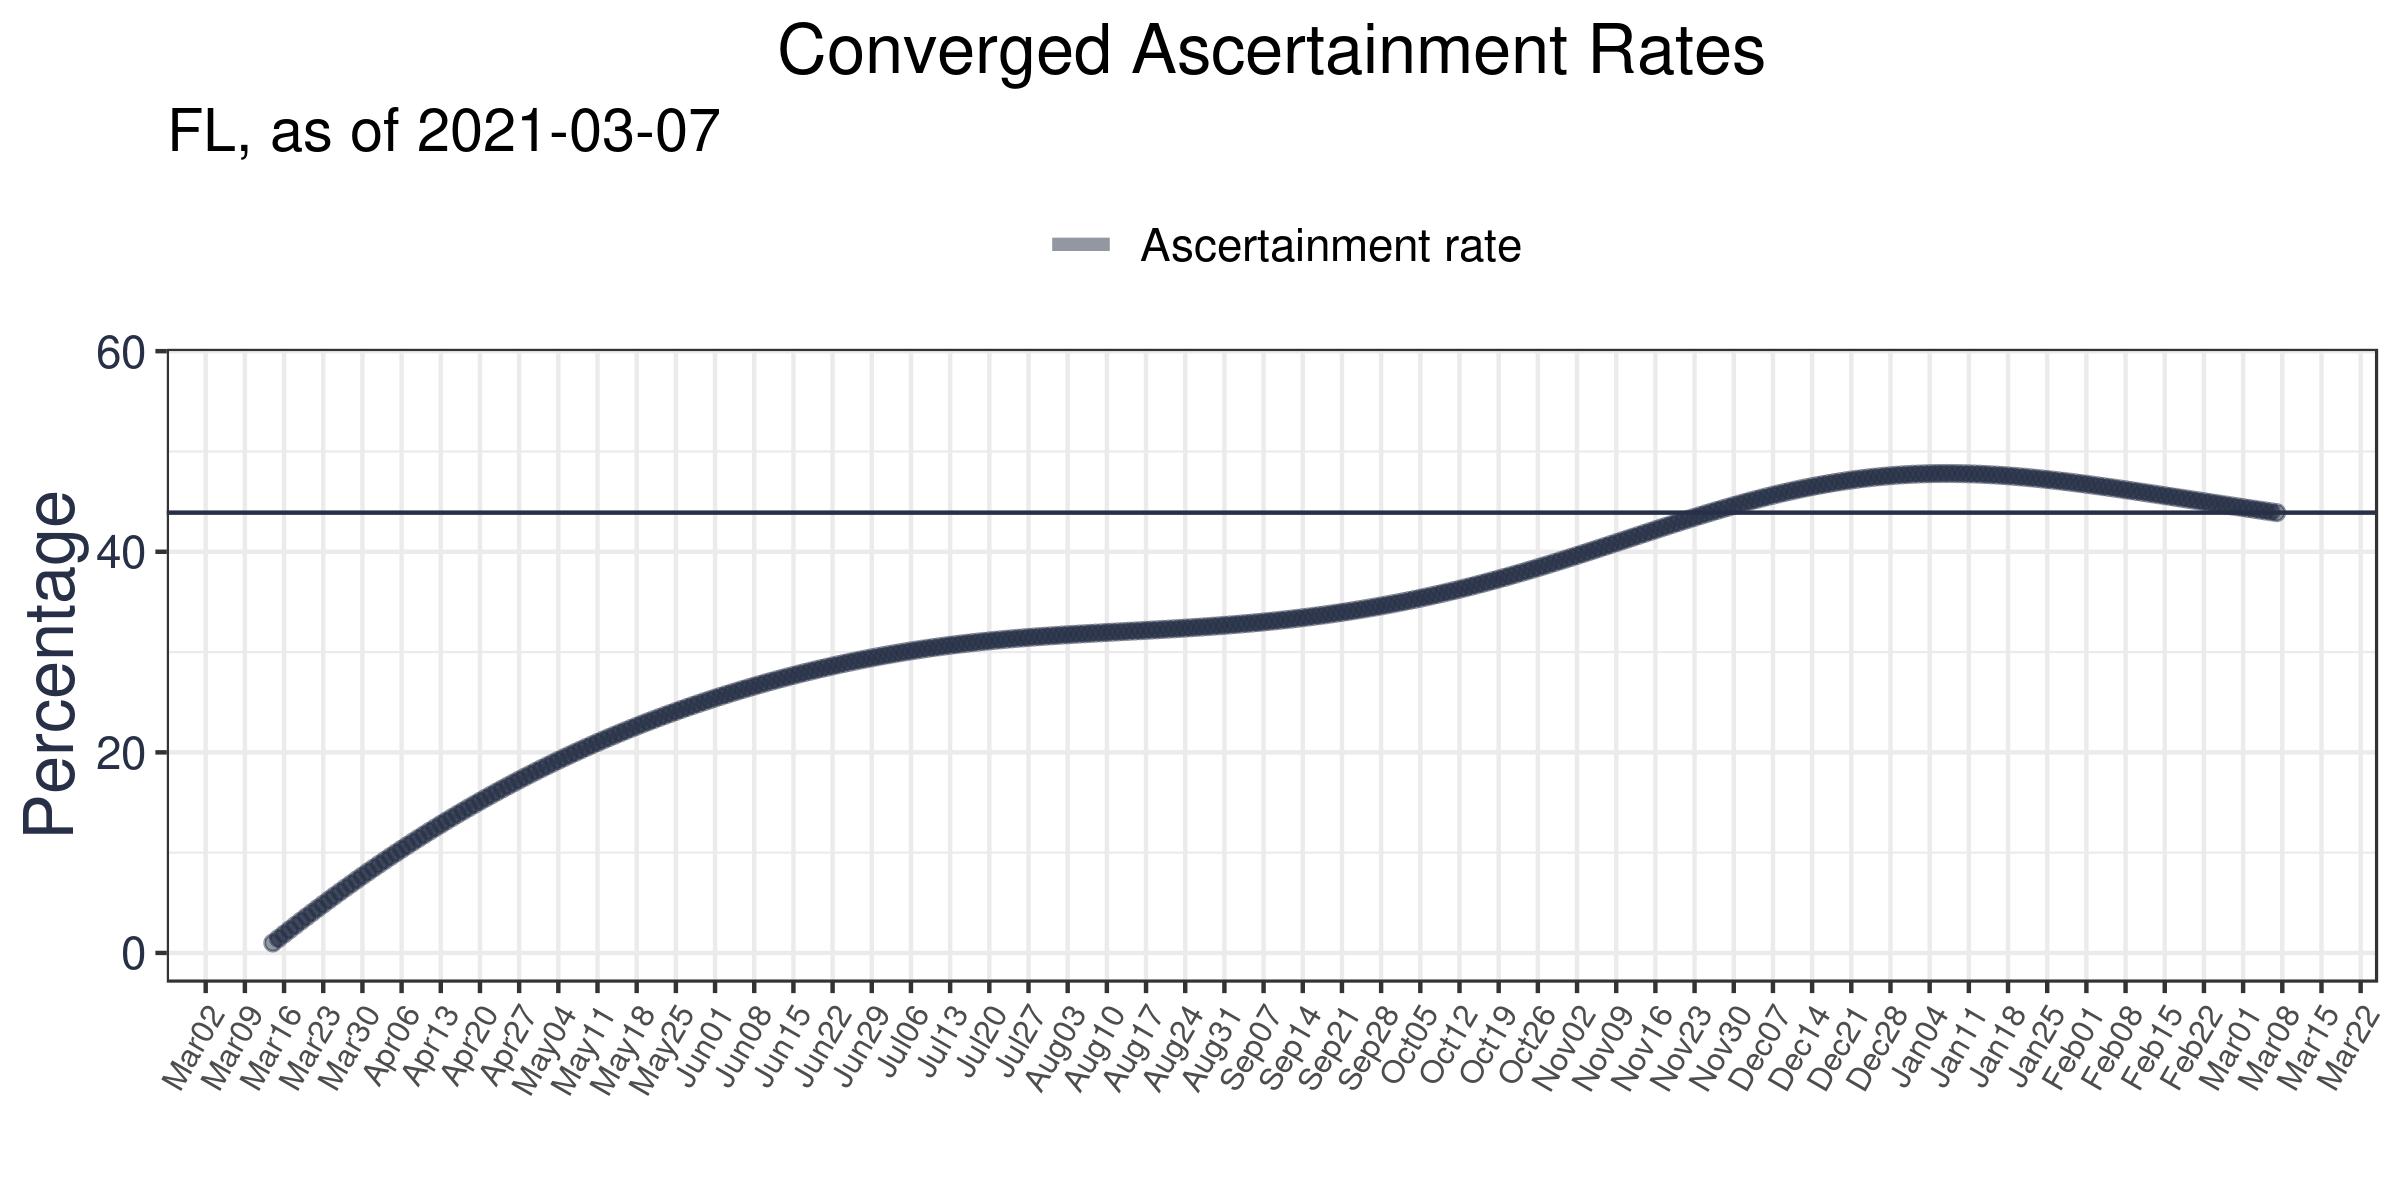 Converged Ascertainment Rates
FL, as of 2021-03-07
Ascertainment rate
Percentage
60
40
20
0
Mar02
Mar09
Mar16
Mar23
Mar30
Apr06
Apr13
Apr20
Apr27
May04
May11
May18
May25
Jun01
Jun08
Jun15
Jun22
Jun29
Jul06
Jul13
Jul20
Jul27
Aug03
Aug10
Aug17
Aug24
Aug31
Sep07
Sep14
Sep21
Sep28
Oct05
Oct12
Oct19
Oct26
Nov02
Nov09
Nov16
Nov23
Nov30
Dec07
Dec14
Dec21
Dec28
Jan04
Jan11
Jan18
Jan25
Feb01
Feb08
Feb15
Feb22
Mar01
Mar08
Mar15
Mar22